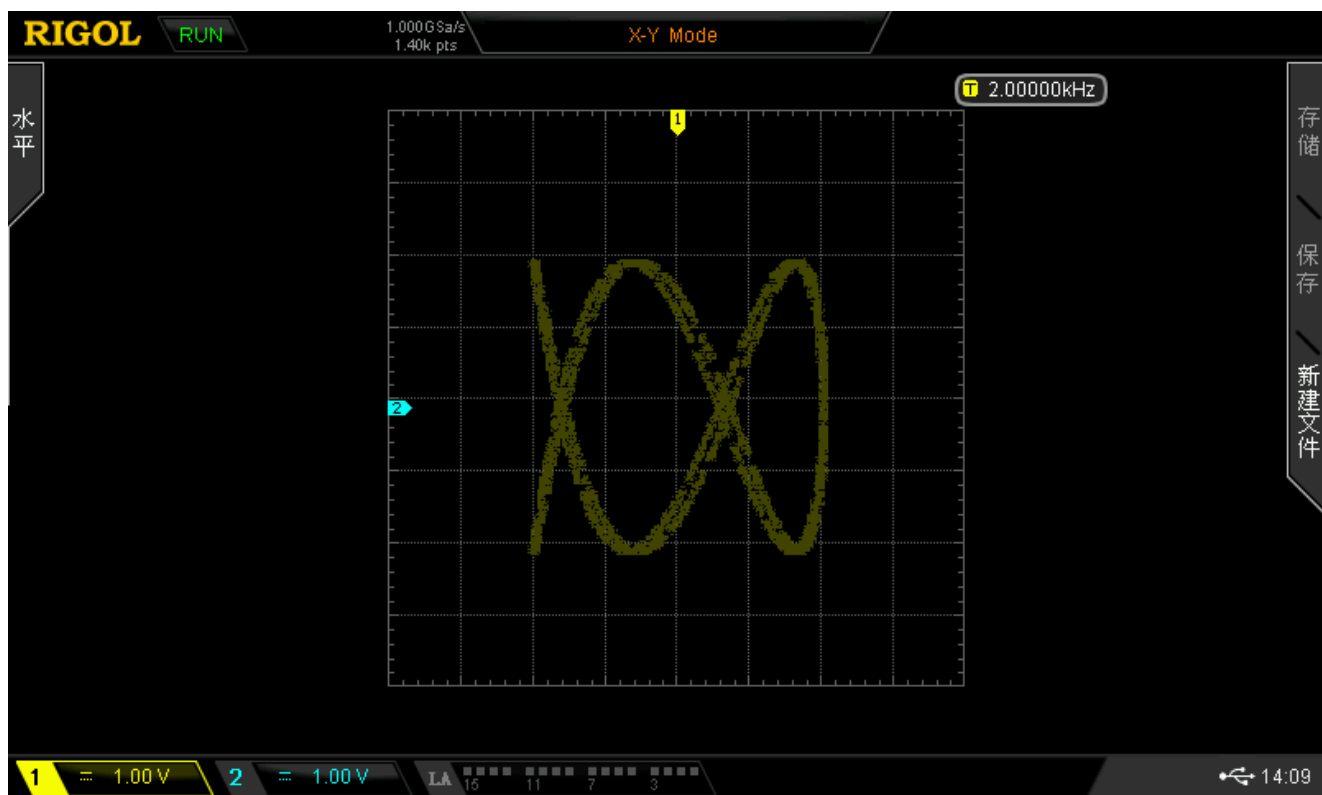 RIGOL RUN 1.000GSa/s X-Y Mode
1.40k pts
T 2.00000kHz
水平
1
2
存储
保存
新建文件
1 = 1.00 V 2 = 1.00 V LA 15 11 7 3 14:09